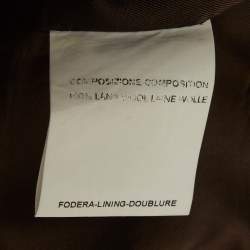 COMPOSIZIONE COMPOSITION
100% LANA WOOL LAINE WOLLE
FODERA-LINING-DOUBLURE